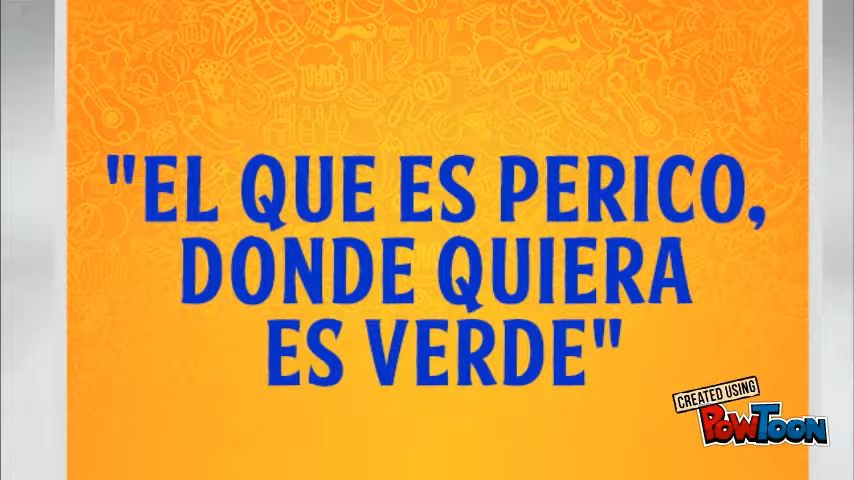 "EL QUE ES PERICO,
DONDE QUIERA
ES VERDE"
CREATED USING
POWTOON